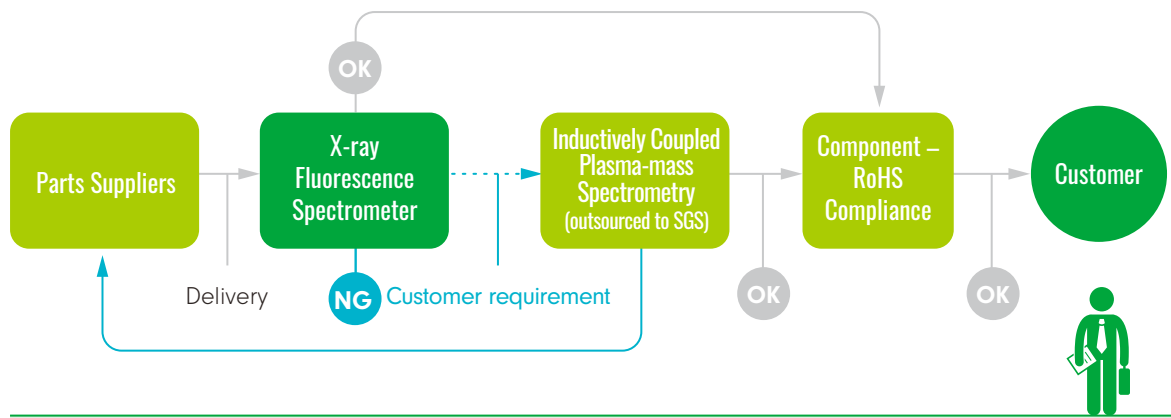 OK
Parts Suppliers
X-ray
Fluorescence
Spectrometer
Inductively Coupled
Plasma-mass
Spectrometry
(outsourced to SGS)
Component –
RoHS
Compliance
Customer
Delivery
NG
Customer requirement
OK
OK